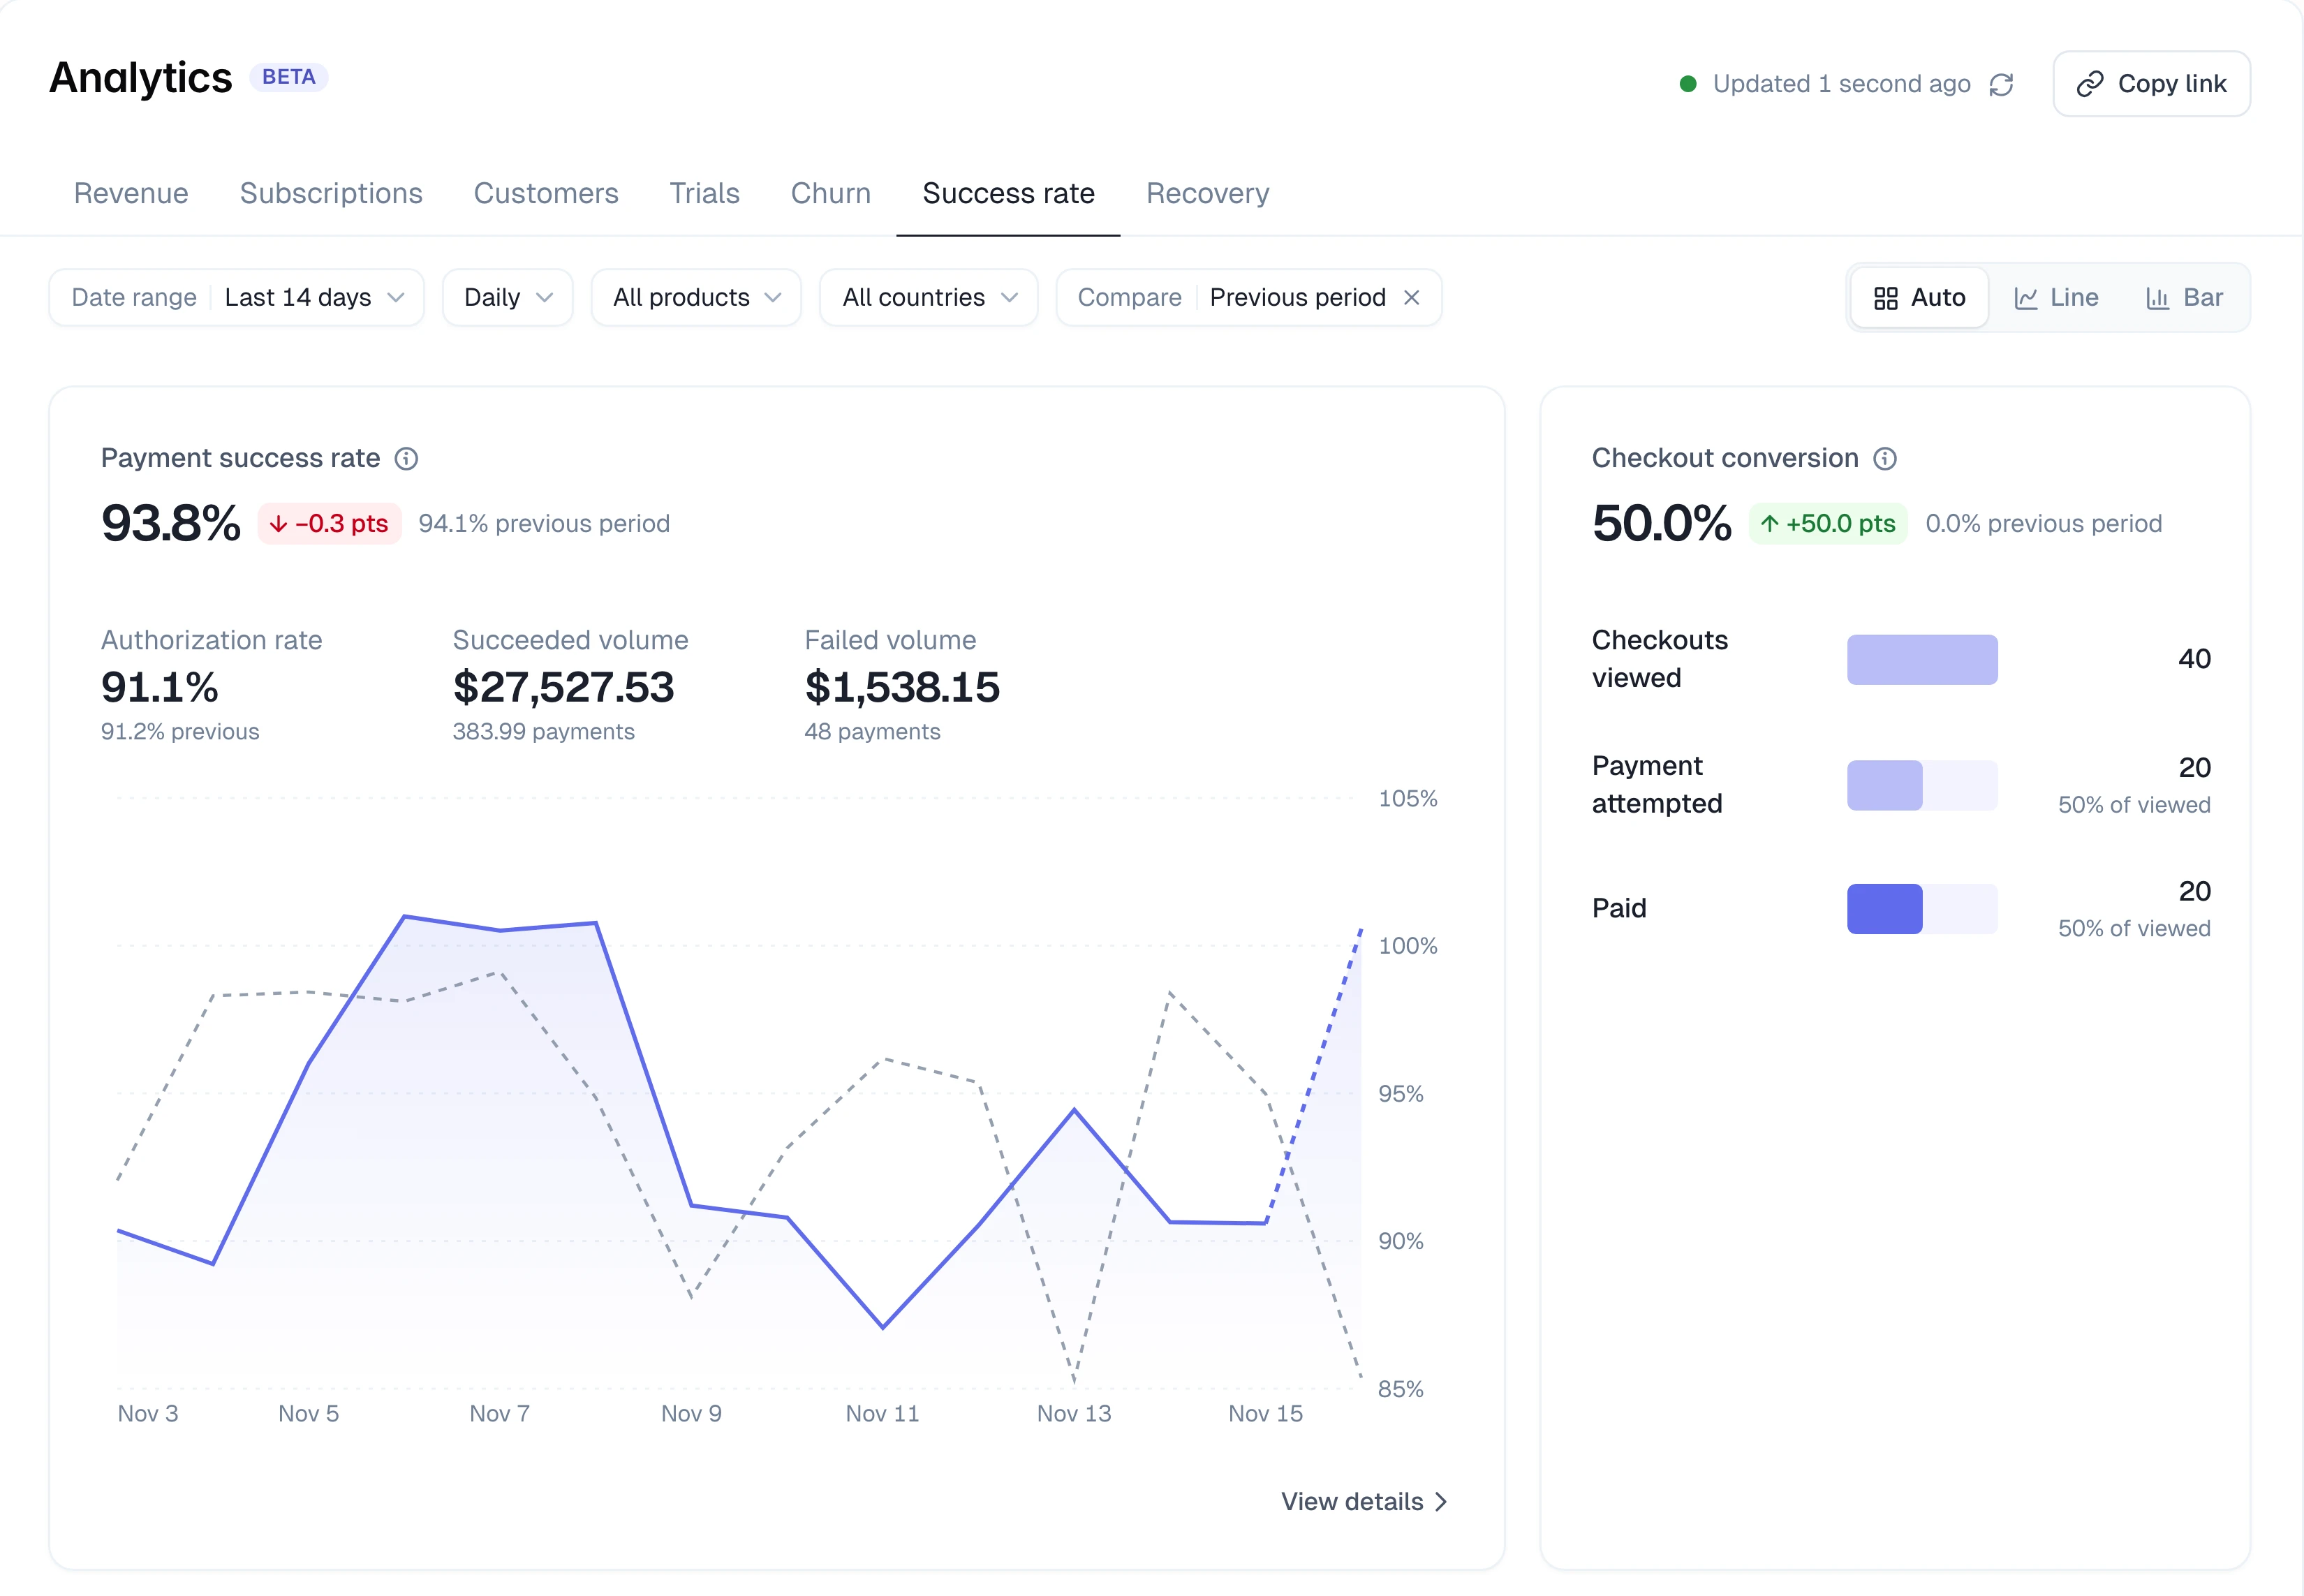 Analytics BETA
Updated 1 second ago
Copy link
Revenue Subscriptions Customers Trials Churn Success rate Recovery
Date range Last 14 days Daily All products All countries Compare Previous period
Auto Line Bar
Payment success rate
93.8% ↓ −0.3 pts 94.1% previous period
Authorization rate Succeeded volume Failed volume
91.1% $27,527.53 $1,538.15
91.2% previous 383.99 payments 48 payments
105%
100%
95%
90%
85%
Nov 3 Nov 5 Nov 7 Nov 9 Nov 11 Nov 13 Nov 15
View details
Checkout conversion
50.0% ↑ +50.0 pts 0.0% previous period
Checkouts
viewed
40
Payment
attempted
20
50% of viewed
Paid
20
50% of viewed